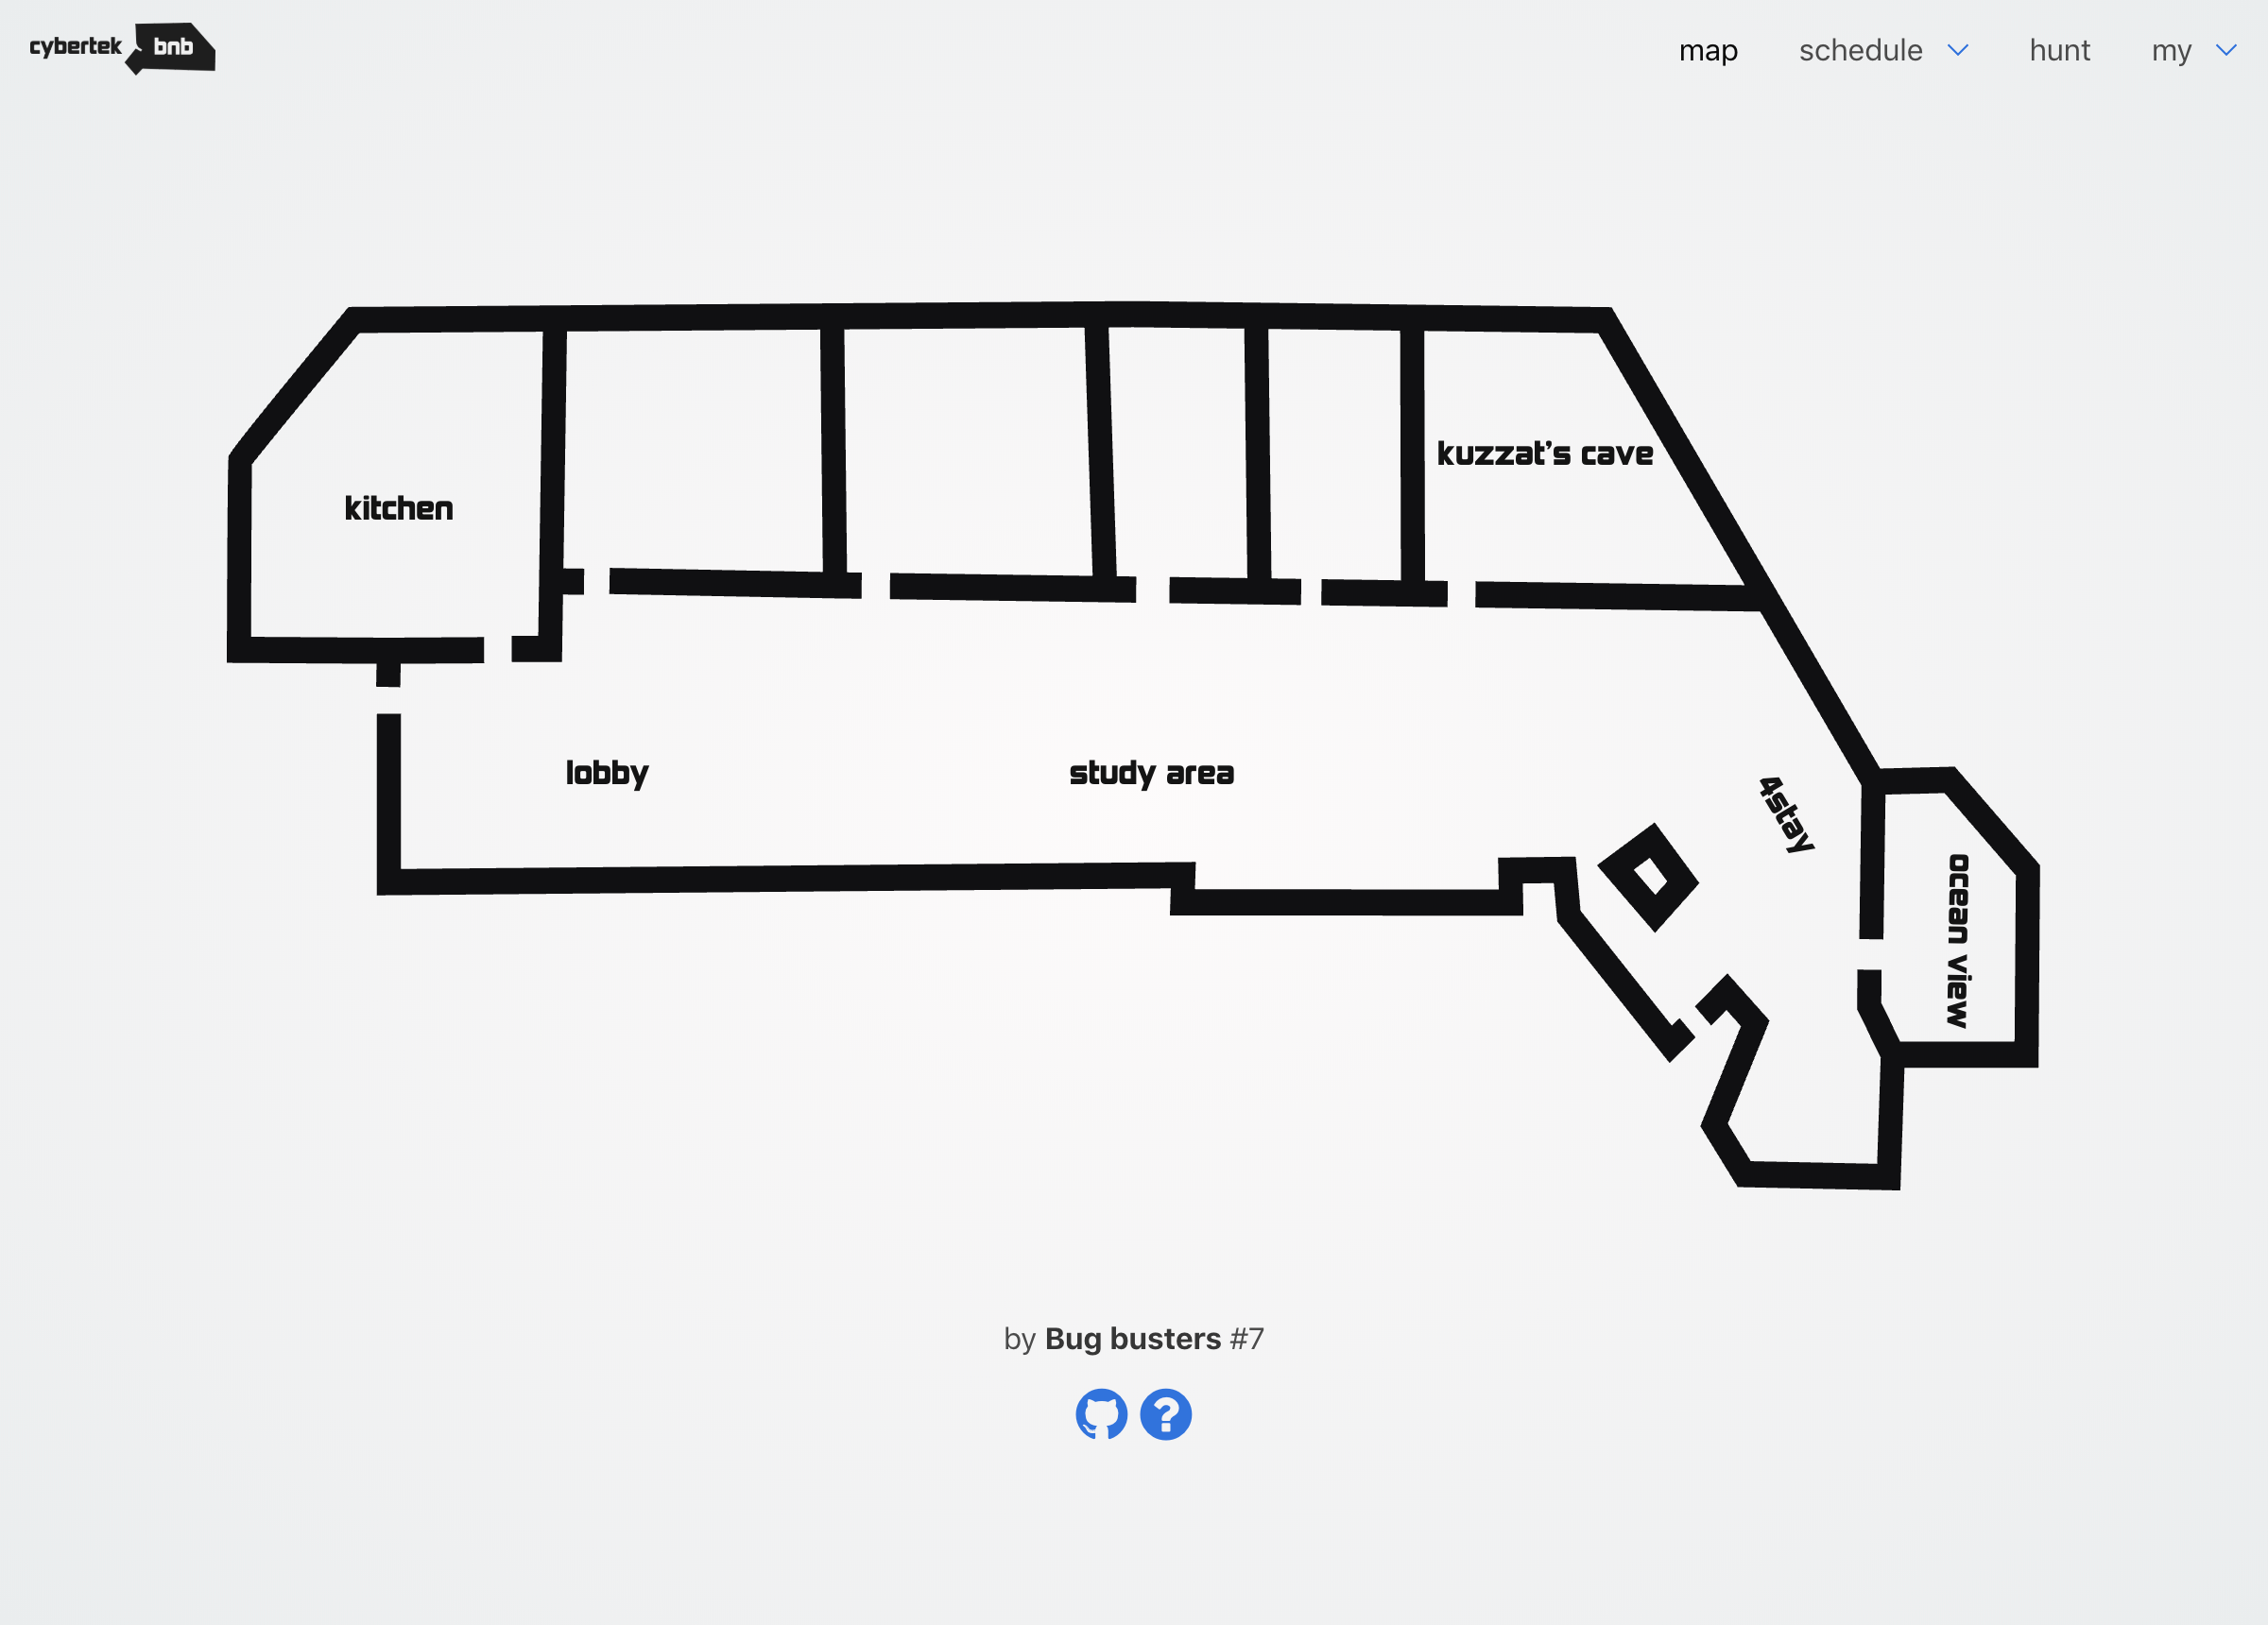 cybertek bnb
map schedule hunt my
kuzzat's cave
kitchen
lobby
study area
4stay
ocean view
by Bug busters #7
?